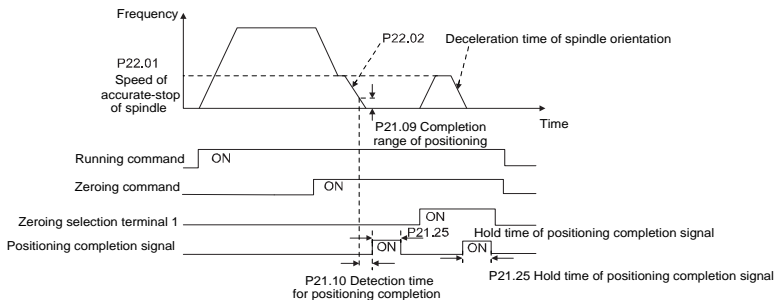 Frequency
P22.02
Deceleration time of spindle orientation
P22.01
Speed of
accurate-stop
of spindle
Time
P21.09 Completion
range of positioning
Running command
ON
Zeroing command
ON
Zeroing selection terminal 1
ON
P21.25
Hold time of positioning completion signal
Positioning completion signal
ON
ON
P21.10 Detection time
for positioning completion
P21.25 Hold time of positioning completion signal